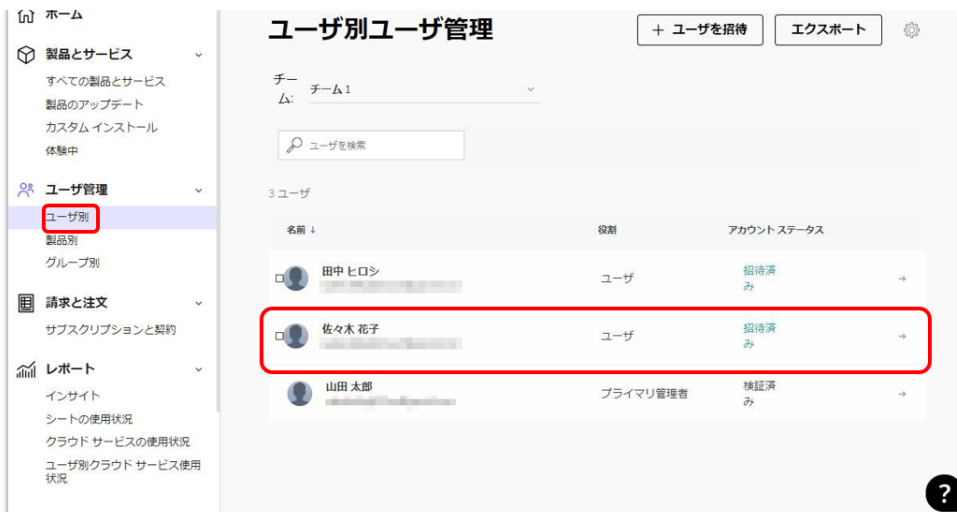 ホーム
製品とサービス
すべての製品とサービス
製品のアップデート
カスタム インストール
体験中
ユーザ管理
ユーザ別
製品別
グループ別
請求と注文
サブスクリプションと契約
レポート
インサイト
シートの使用状況
クラウド サービスの使用状況
ユーザ別クラウド サービス使用
状況
ユーザ別ユーザ管理
+ ユーザを招待
エクスポート
チー
ム:
チーム1
ユーザを検索
3 ユーザ
名前 ↓ 役割 アカウント ステータス
田中 ヒロシ
ユーザ
招待済
み
→
佐々木 花子
ユーザ
招待済
み
→
山田 太郎
プライマリ管理者
検証済
み
→
?